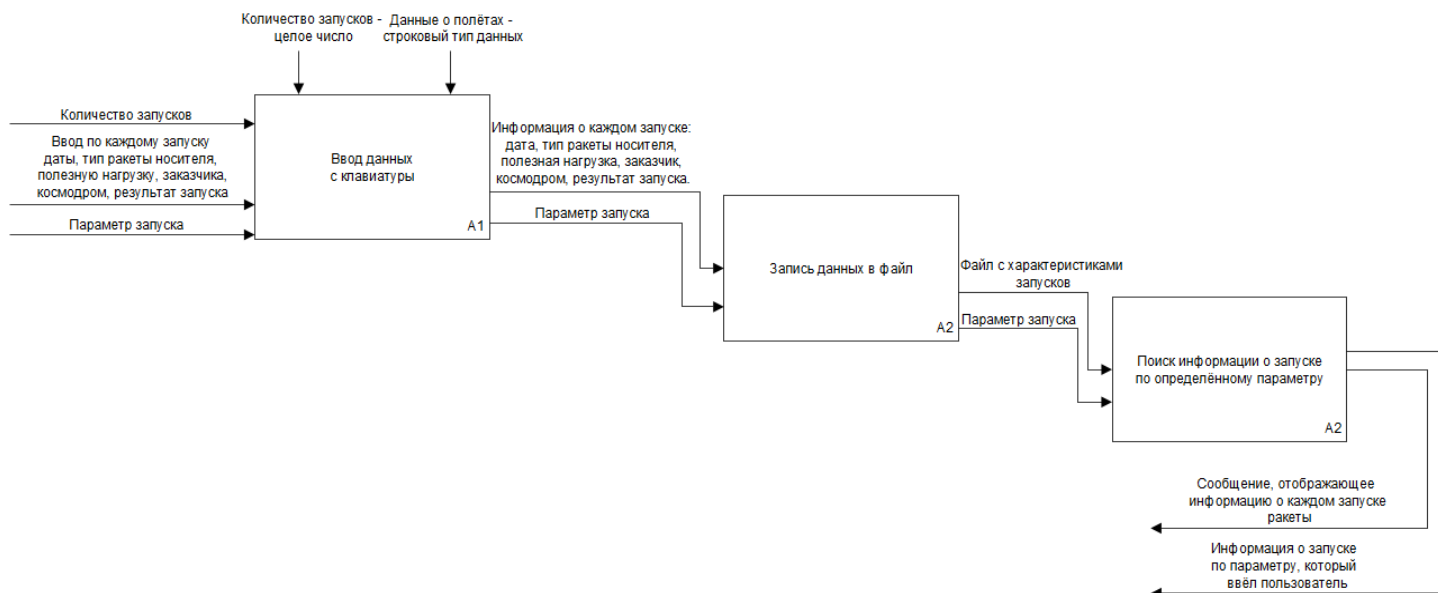 Количество запусков -
целое число
Данные о полётах -
строковый тип данных
Количество запусков
Ввод по каждому запуску
даты, тип ракеты носителя,
полезную нагрузку, заказчика,
космодром, результат запуска
Параметр запуска
Ввод данных
с клавиатуры
A1
Информация о каждом запуске:
дата, тип ракеты носителя,
полезная нагрузка, заказчик,
космодром, результат запуска.
Параметр запуска
Запись данных в файл
A2
Файл с характеристиками
запусков
Параметр запуска
Поиск информации о запуске
по определённому параметру
A2
Сообщение, отображающее
информацию о каждом запуске
ракеты
Информация о запуске
по параметру, который
ввёл пользователь